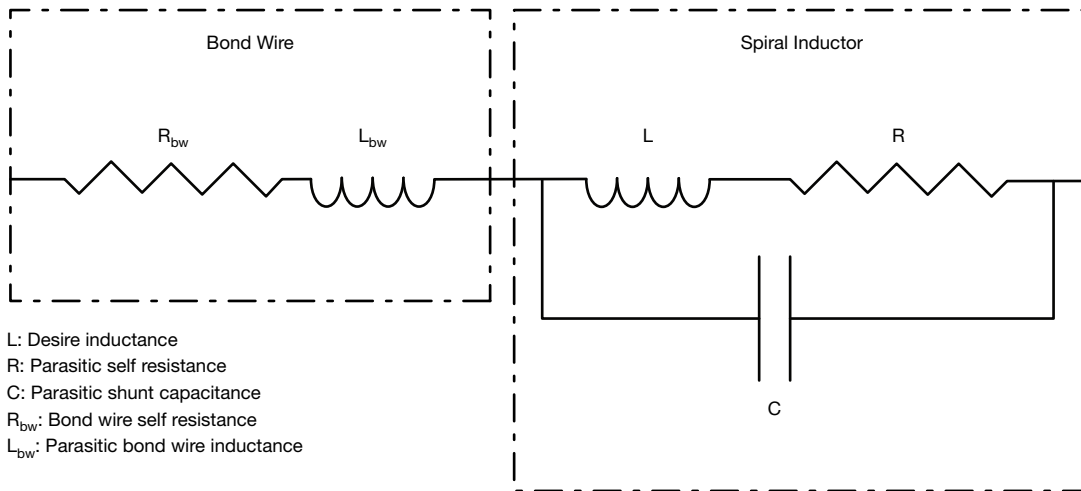 Bond Wire
Spiral Inductor
R_bw
L_bw
L
R
C
L: Desire inductance
R: Parasitic self resistance
C: Parasitic shunt capacitance
R_bw: Bond wire self resistance
L_bw: Parasitic bond wire inductance